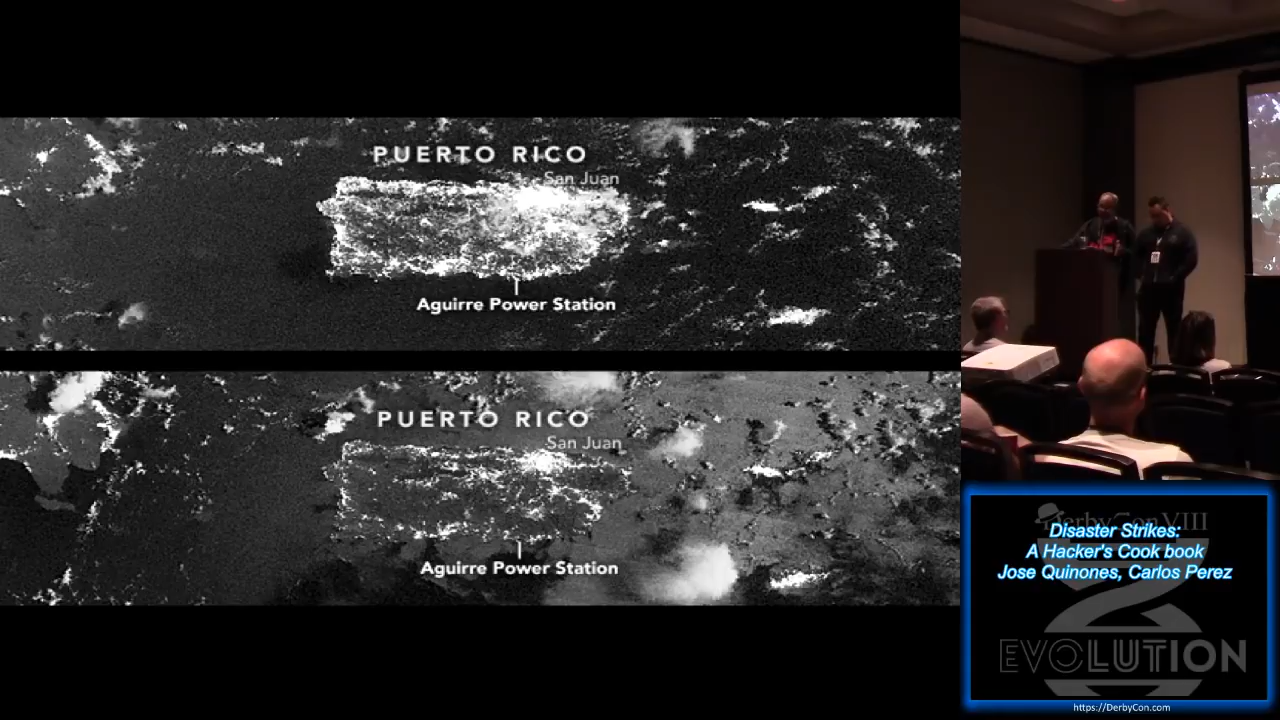 PUERTO RICO
San Juan
Aguirre Power Station
PUERTO RICO
San Juan
Aguirre Power Station
DerbyCon VIII
Disaster Strikes:
A Hacker's Cook book
Jose Quinones, Carlos Perez
EVOLUTION
https://DerbyCon.com